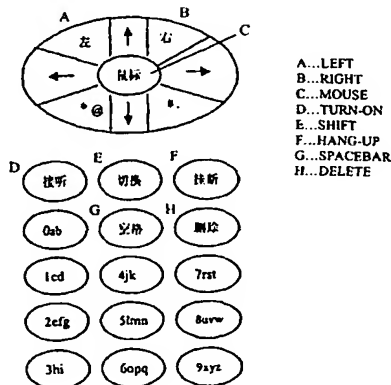 A B
C
左 ↑ 右
← 鼠标 →
*@ ↓ #.
A...LEFT
B...RIGHT
C...MOUSE
D...TURN-ON
E...SHIFT
F...HANG-UP
G...SPACEBAR
H...DELETE
D E F
接听 切换 挂断
G H
0ab 空格 删除
1cd 4jk 7rst
2efg 5lmn 8uvw
3hi 6opq 9xyz